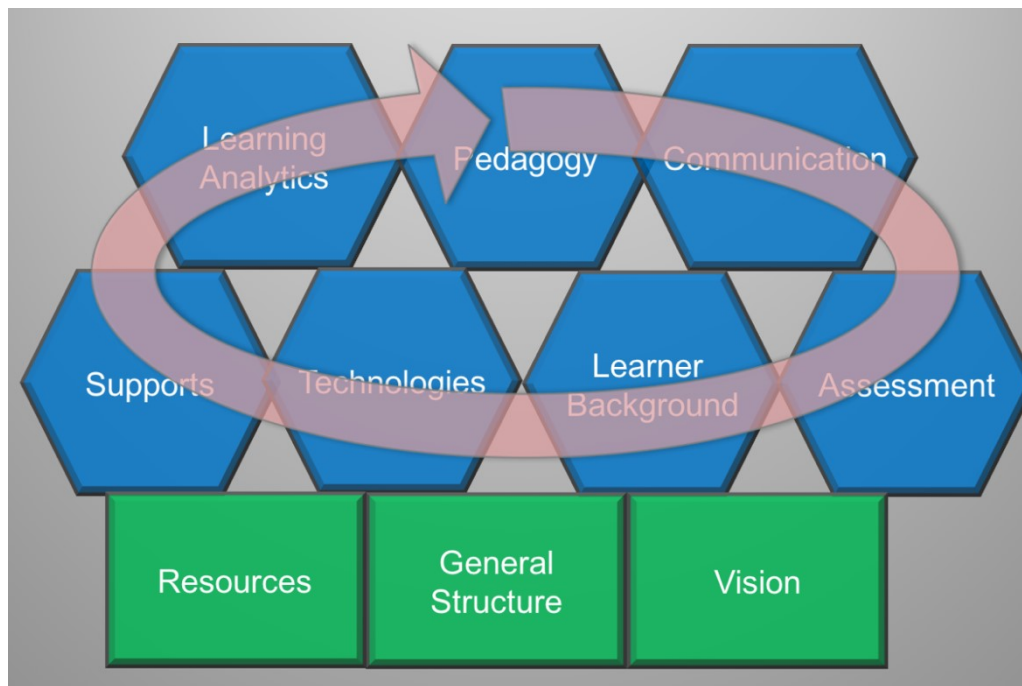 Learning
Analytics
Pedagogy
Communication
Supports
Technologies
Learner
Background
Assessment
Resources
General
Structure
Vision